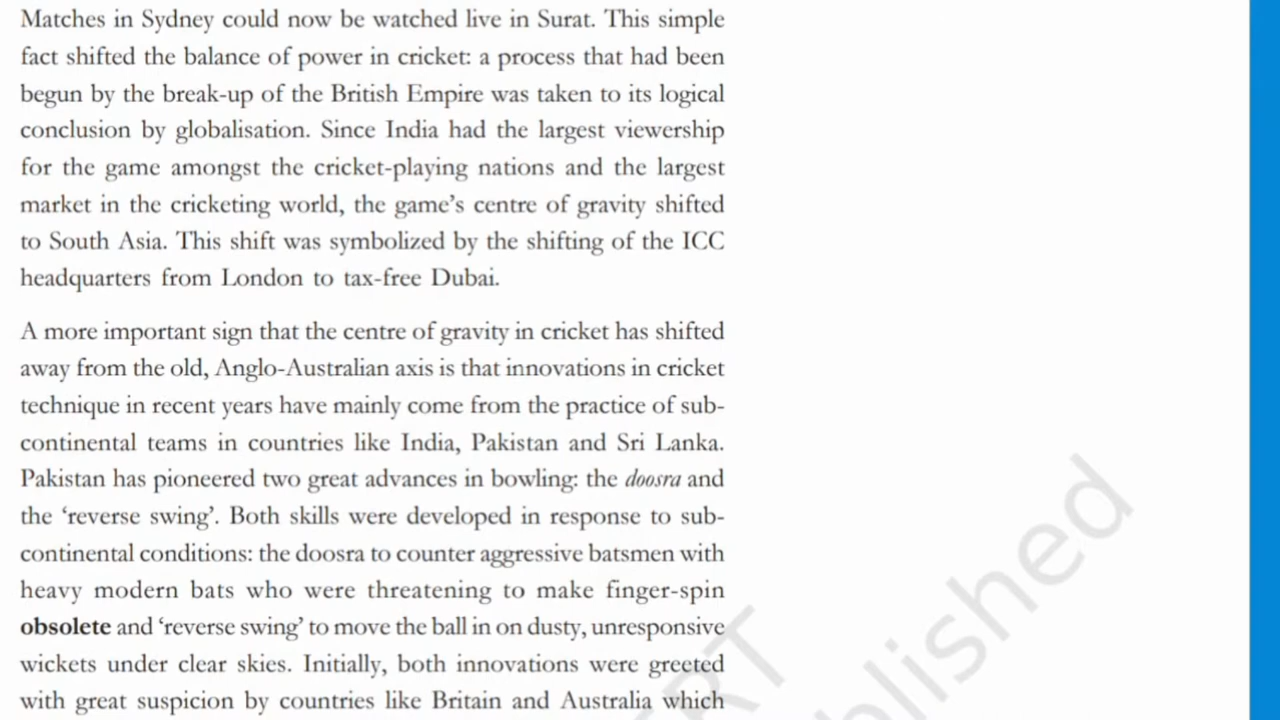 Matches in Sydney could now be watched live in Surat. This simple
fact shifted the balance of power in cricket: a process that had been
begun by the break-up of the British Empire was taken to its logical
conclusion by globalisation. Since India had the largest viewership
for the game amongst the cricket-playing nations and the largest
market in the cricketing world, the game’s centre of gravity shifted
to South Asia. This shift was symbolized by the shifting of the ICC
headquarters from London to tax-free Dubai.
A more important sign that the centre of gravity in cricket has shifted
away from the old, Anglo-Australian axis is that innovations in cricket
technique in recent years have mainly come from the practice of sub-
continental teams in countries like India, Pakistan and Sri Lanka.
Pakistan has pioneered two great advances in bowling: the doosra and
the ‘reverse swing’. Both skills were developed in response to sub-
continental conditions: the doosra to counter aggressive batsmen with
heavy modern bats who were threatening to make finger-spin
obsolete and ‘reverse swing’ to move the ball in on dusty, unresponsive
wickets under clear skies. Initially, both innovations were greeted
with great suspicion by countries like Britain and Australia which